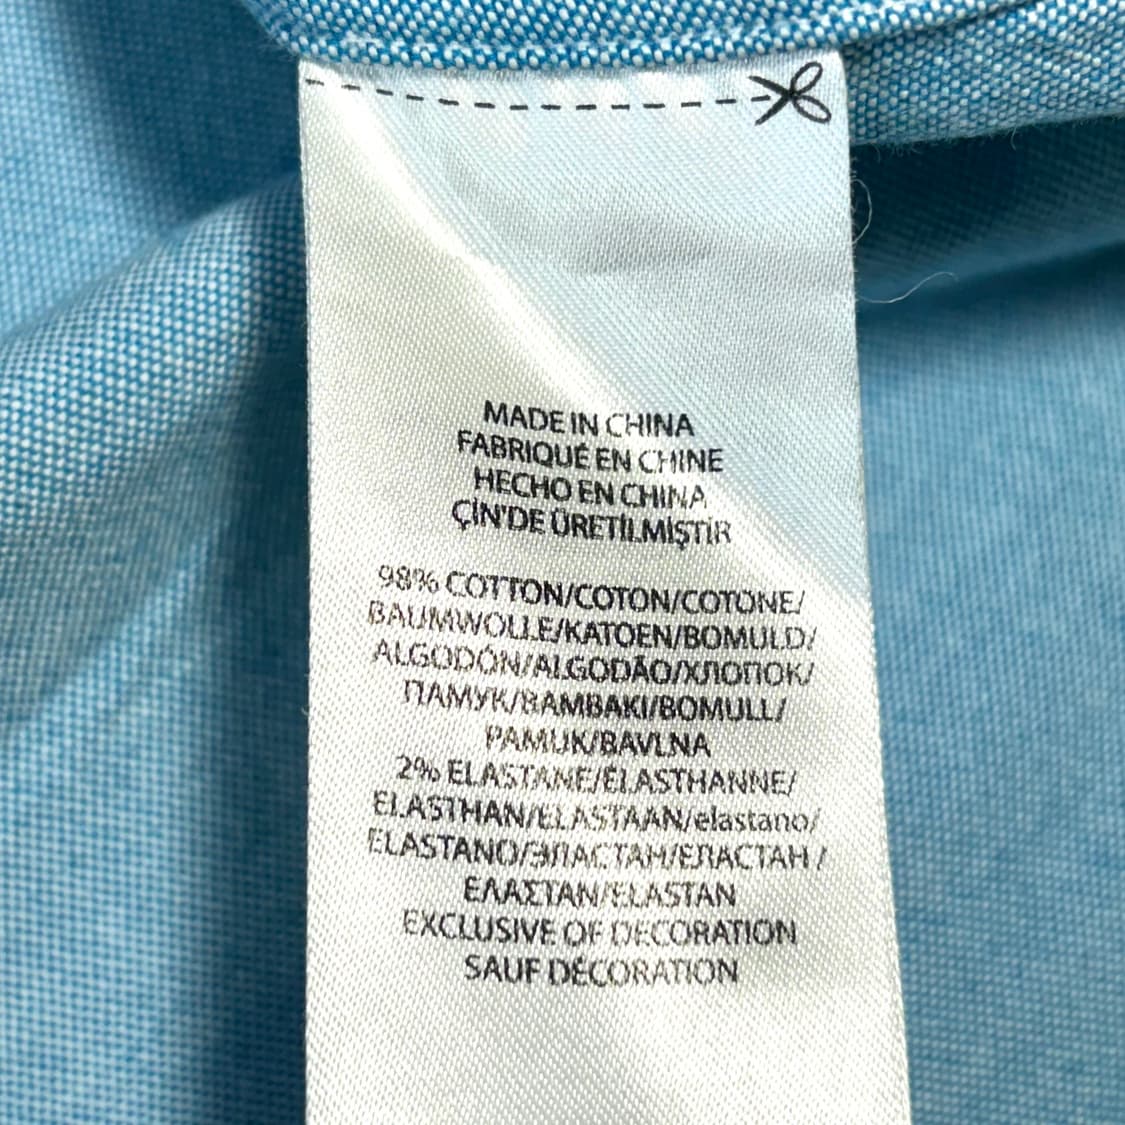 MADE IN CHINA
FABRIQUÉ EN CHINE
HECHO EN CHINA
ÇİN'DE ÜRETİLMİŞTİR
98% COTTON/COTON/COTONE/
BAUMWOLLE/KATOEN/BOMULD/
ALGODÓN/ALGODÃO/ХЛОПОК/
ПАМУК/ΒΑΜΒΑΚΙ/BOMULL/
PAMUK/BAVLNA
2% ELASTANE/ÉLASTHANNE/
ELASTHAN/ELASTAAN/elastano/
ELASTANO/ЭЛАСТАН/ЕЛАСТАН /
ΕΛΑΣΤΑΝ/ELASTAN
EXCLUSIVE OF DECORATION
SAUF DÉCORATION